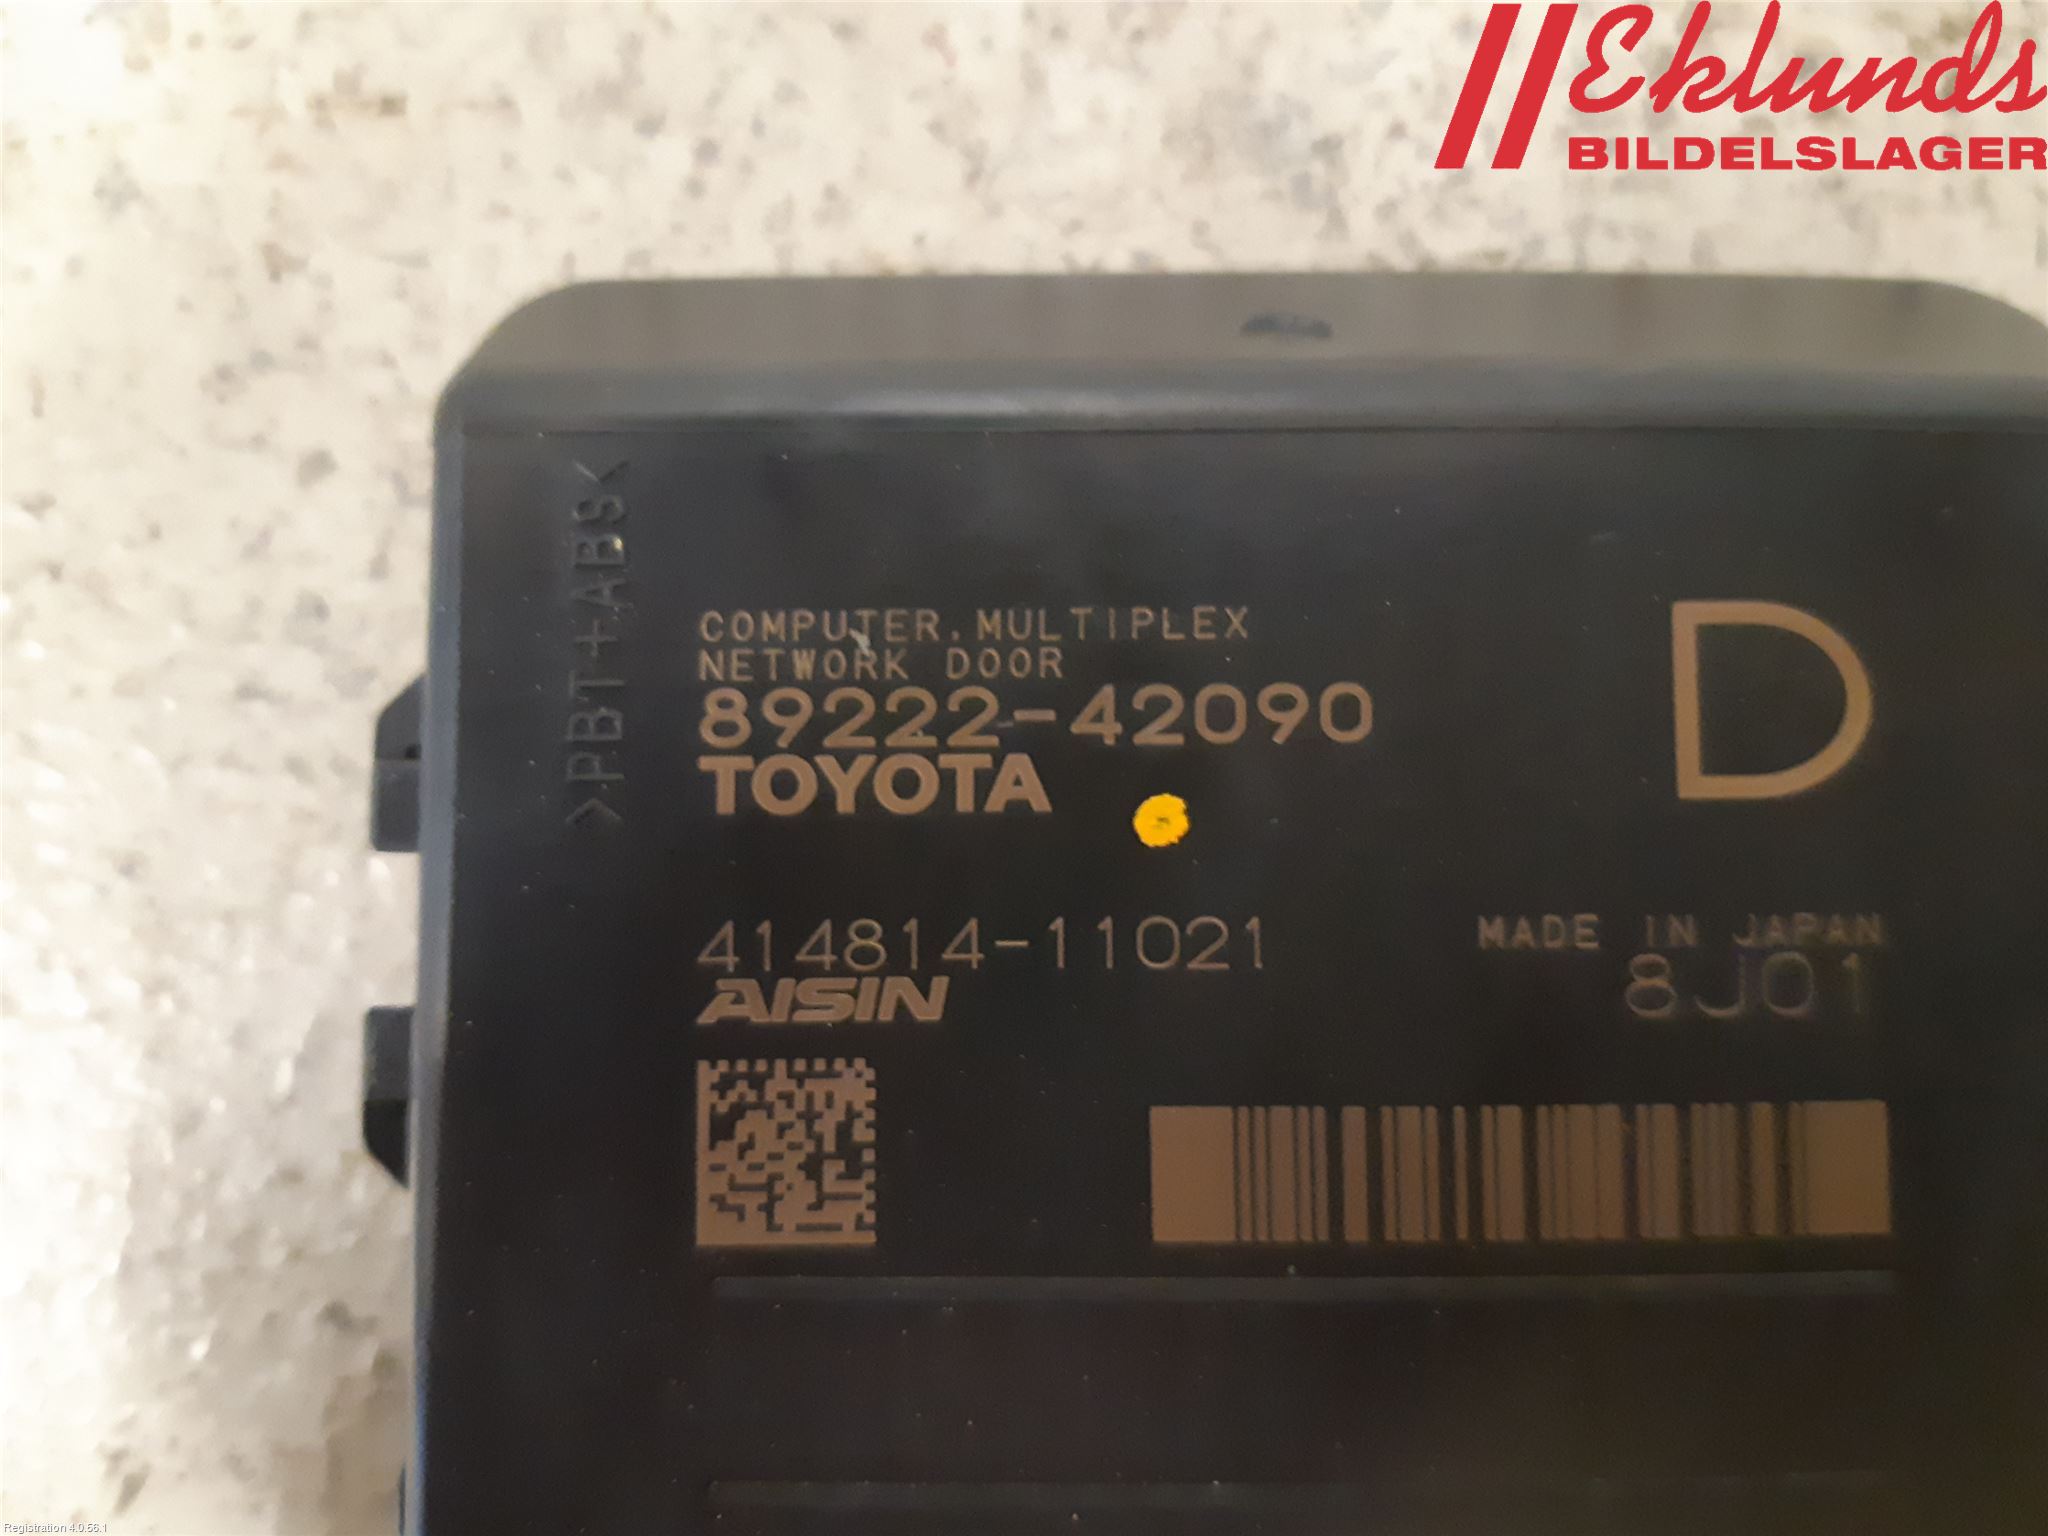 Eklunds
BILDELSLAGER
>PBT+ABS<
COMPUTER, MULTIPLEX
NETWORK DOOR
89222-42090
TOYOTA
D
414814-11021
AISIN
MADE IN JAPAN
8J01
Registration 4.0.56.1